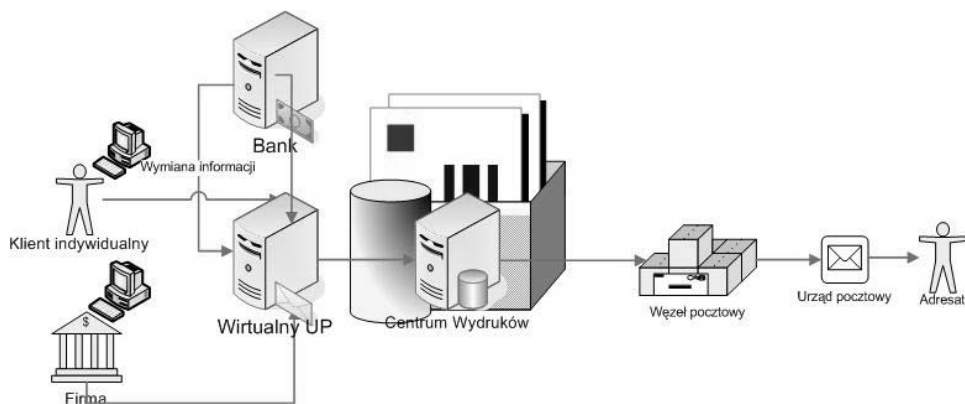 Bank
Wymiana informacji
Klient indywidualny
Wirtualny UP
Centrum Wydruków
Węzeł pocztowy
Urząd pocztowy
Adresat
$
Firma